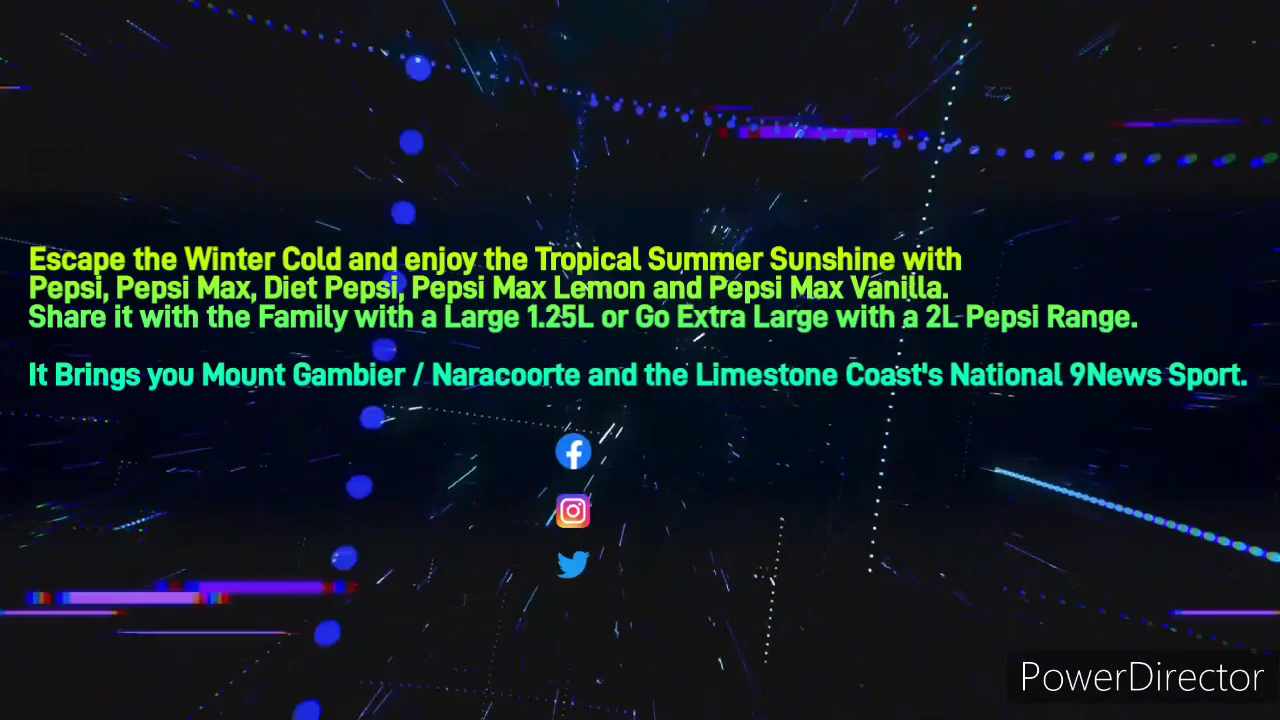 Escape the Winter Cold and enjoy the Tropical Summer Sunshine with
Pepsi, Pepsi Max, Diet Pepsi, Pepsi Max Lemon and Pepsi Max Vanilla.
Share it with the Family with a Large 1.25L or Go Extra Large with a 2L Pepsi Range.
It Brings you Mount Gambier / Naracoorte and the Limestone Coast's National 9News Sport.
PowerDirector